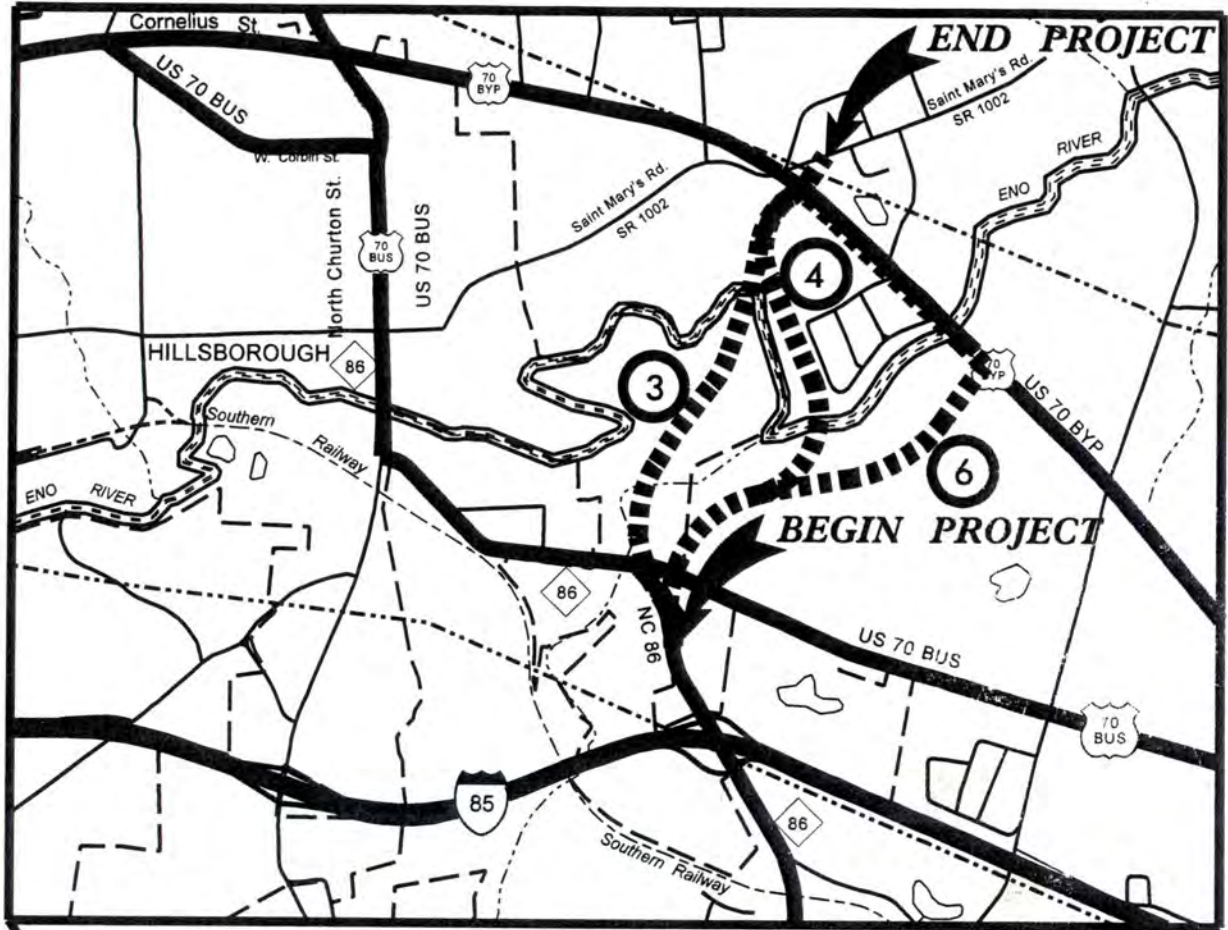 Cornelius St.
END PROJECT
US 70 BUS
70
BYP
Saint Mary's Rd.
SR 1002
W. Corbin St.
RIVER
ENO
Saint Mary's Rd.
SR 1002
North Churton St.
70
BUS
US 70 BUS
4
HILLSBOROUGH
86
3
70
YP
US 70 BYP
Southern
Railway
ENO RIVER
6
BEGIN PROJECT
86
NC 86
US 70 BUS
70
BUS
85
86
Southern Railway